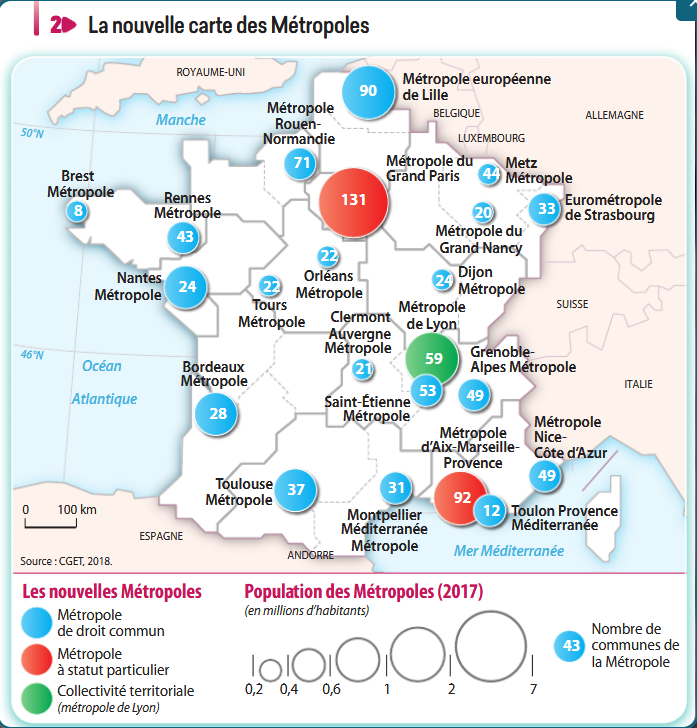 2 La nouvelle carte des Métropoles
ROYAUME-UNI
90
Métropole européenne
de Lille
Manche
BELGIQUE
ALLEMAGNE
50°N
Métropole
Rouen-
Normandie
71
LUXEMBOURG
Métropole du
Grand Paris
131
44
Metz
Métropole
Brest
Métropole
8
Rennes
Métropole
43
20
Métropole du
Grand Nancy
33
Eurométropole
de Strasbourg
Nantes
Métropole
24
22
Orléans
Métropole
22
Tours
Métropole
24
Dijon
Métropole
SUISSE
Métropole
de Lyon
59
Clermont
Auvergne
Métropole
21
46°N
Océan
Atlantique
Grenoble-
Alpes Métropole
49
ITALIE
Bordeaux
Métropole
28
53
Saint-Étienne
Métropole
Métropole
d'Aix-Marseille-
Provence
92
Métropole
Nice-
Côte d'Azur
49
Toulouse
Métropole
37
31
Montpellier
Méditerranée
Métropole
12
Toulon Provence
Méditerranée
0 100 km
ESPAGNE
ANDORRE
Mer Méditerranée
Source : CGET, 2018.
Les nouvelles Métropoles
Métropole
de droit commun
Métropole
à statut particulier
Collectivité territoriale
(métropole de Lyon)
Population des Métropoles (2017)
(en millions d'habitants)
0,2 0,4 0,6 1 2 7
43
Nombre de
communes de
la Métropole